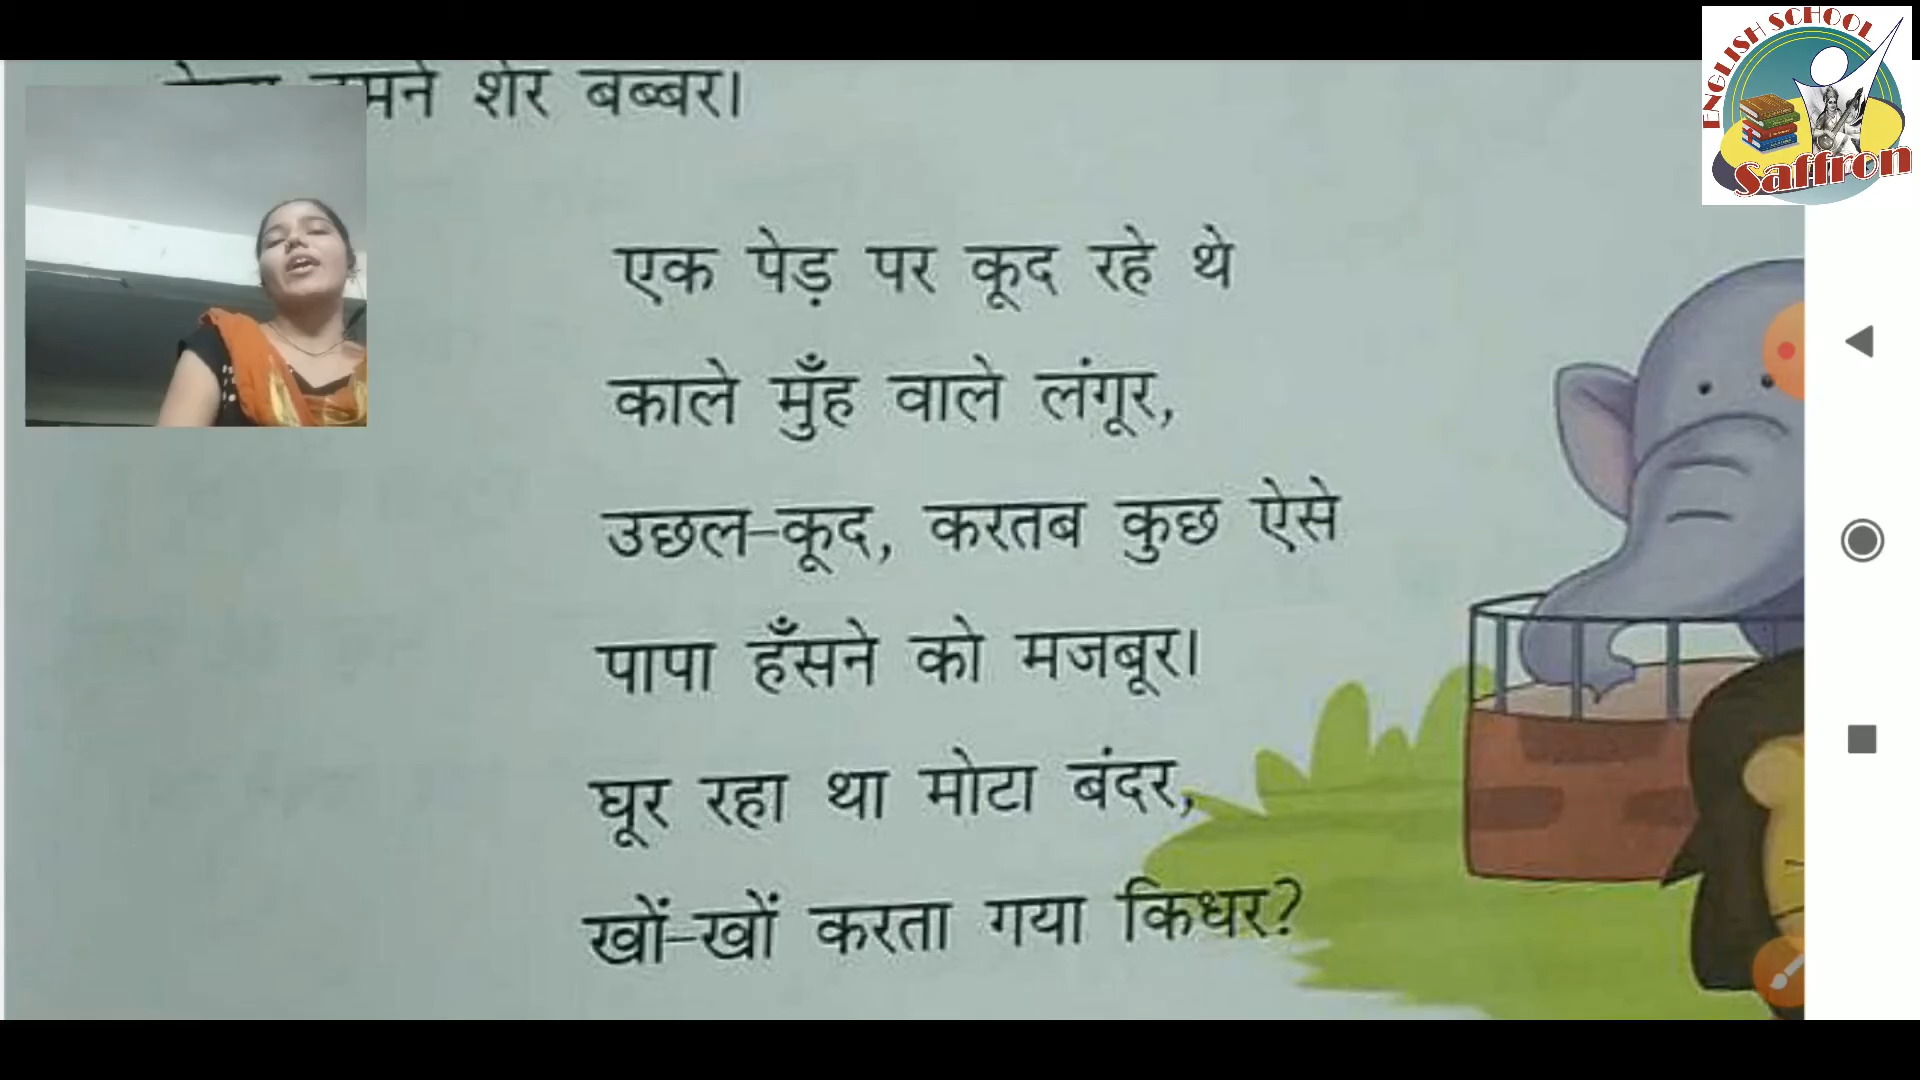 ENGLISH SCHOOL
Saffron
शेर बब्बर।
एक पेड़ पर कूद रहे थे
काले मुँह वाले लंगूर,
उछल-कूद, करतब कुछ ऐसे
पापा हँसने को मजबूर।
घूर रहा था मोटा बंदर,
खों-खों करता गया किधर?